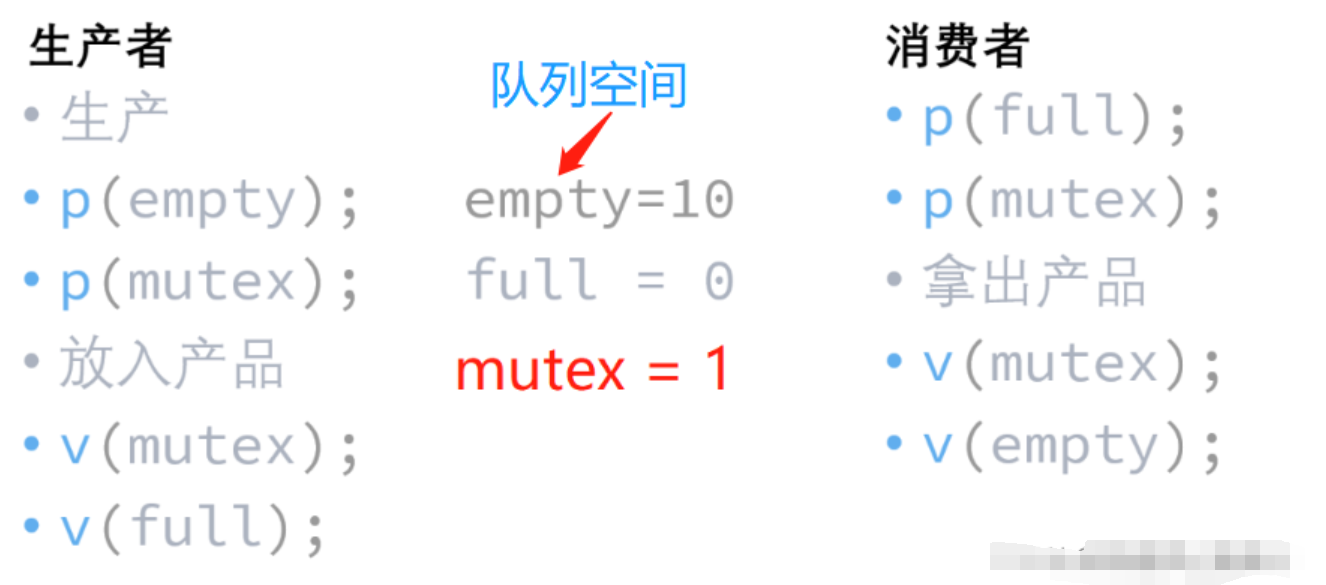 生产者
• 生产
• p(empty);
• p(mutex);
• 放入产品
• v(mutex);
• v(full);
队列空间
empty=10
full = 0
mutex = 1
消费者
• p(full);
• p(mutex);
• 拿出产品
• v(mutex);
• v(empty);